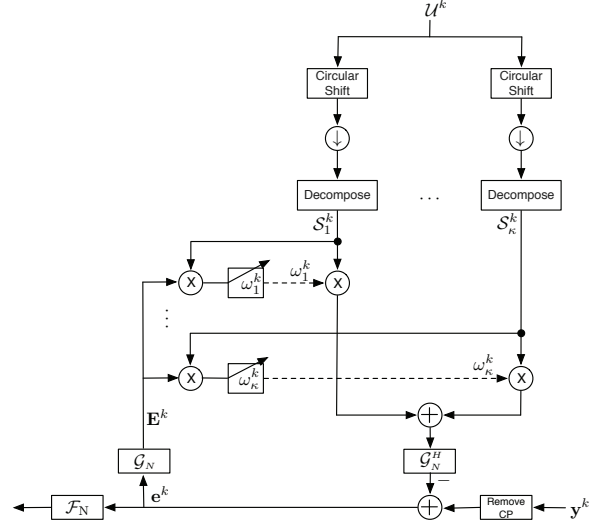 𝒰^k
Circular Shift
Circular Shift
↓
↓
Decompose
...
Decompose
𝒮_1^k
𝒮_κ^k
X
ω_1^k
ω_1^k
X
⋮
X
ω_κ^k
ω_κ^k
X
𝐄^k
+
𝒢_N
𝒢_N^H
−
𝐞^k
ℱ_N
+
Remove CP
𝐲^k